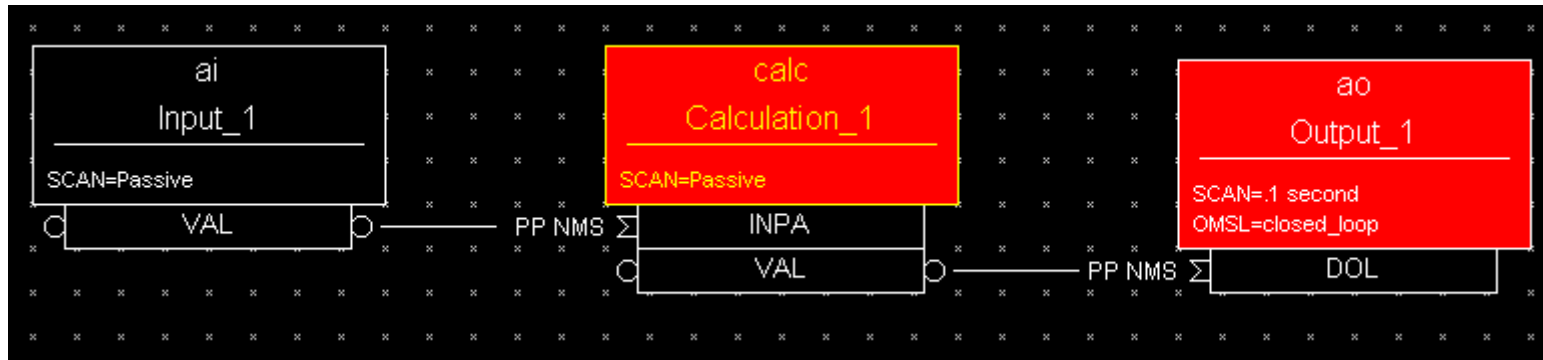 ai
Input_1
SCAN=Passive
VAL
PP NMS
calc
Calculation_1
SCAN=Passive
INPA
VAL
PP NMS
ao
Output_1
SCAN=.1 second
OMSL=closed_loop
DOL